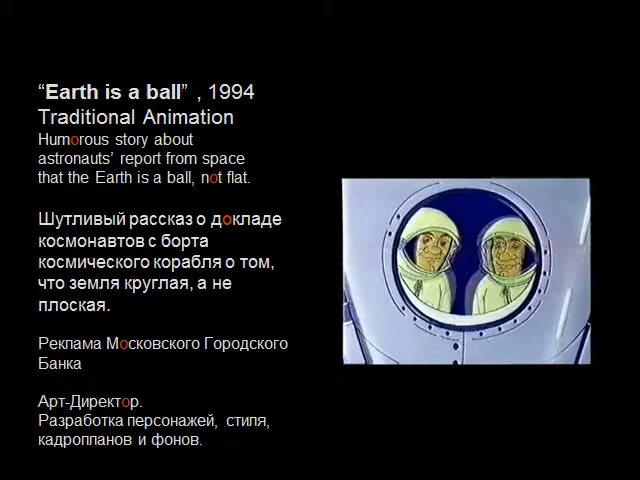 “Earth is a ball” , 1994
Traditional Animation
Humorous story about
astronauts’ report from space
that the Earth is a ball, not flat.
Шутливый рассказ о докладе
космонавтов с борта
космического корабля о том,
что земля круглая, а не
плоская.
Реклама Московского Городского
Банка
Арт-Директор.
Разработка персонажей, стиля,
кадропланов и фонов.